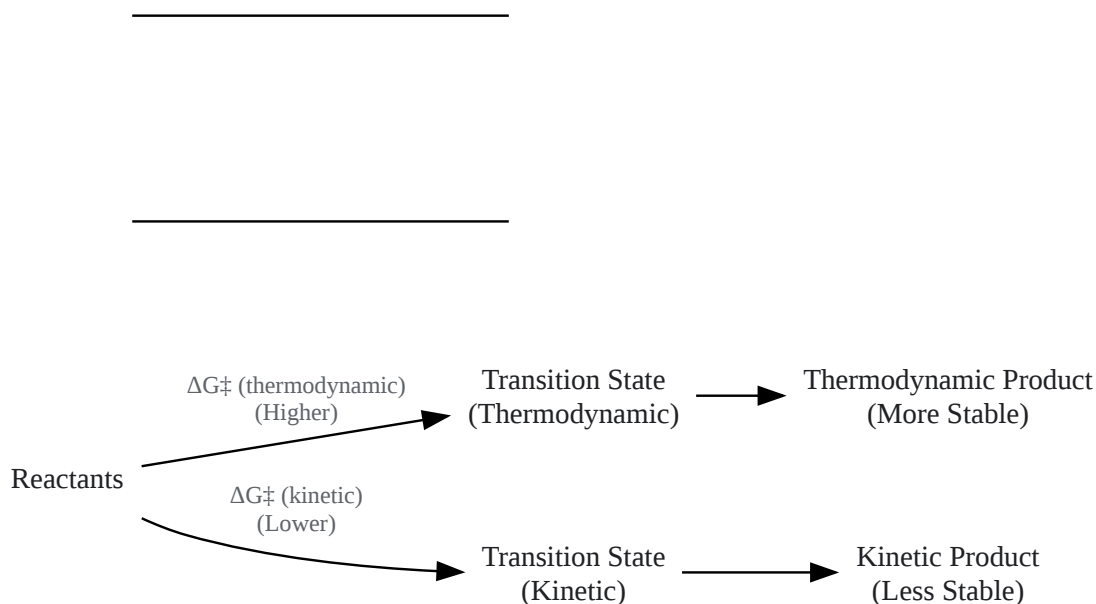 ΔG‡ (thermodynamic)
(Higher)
Transition State
(Thermodynamic)
Thermodynamic Product
(More Stable)
Reactants
ΔG‡ (kinetic)
(Lower)
Transition State
(Kinetic)
Kinetic Product
(Less Stable)